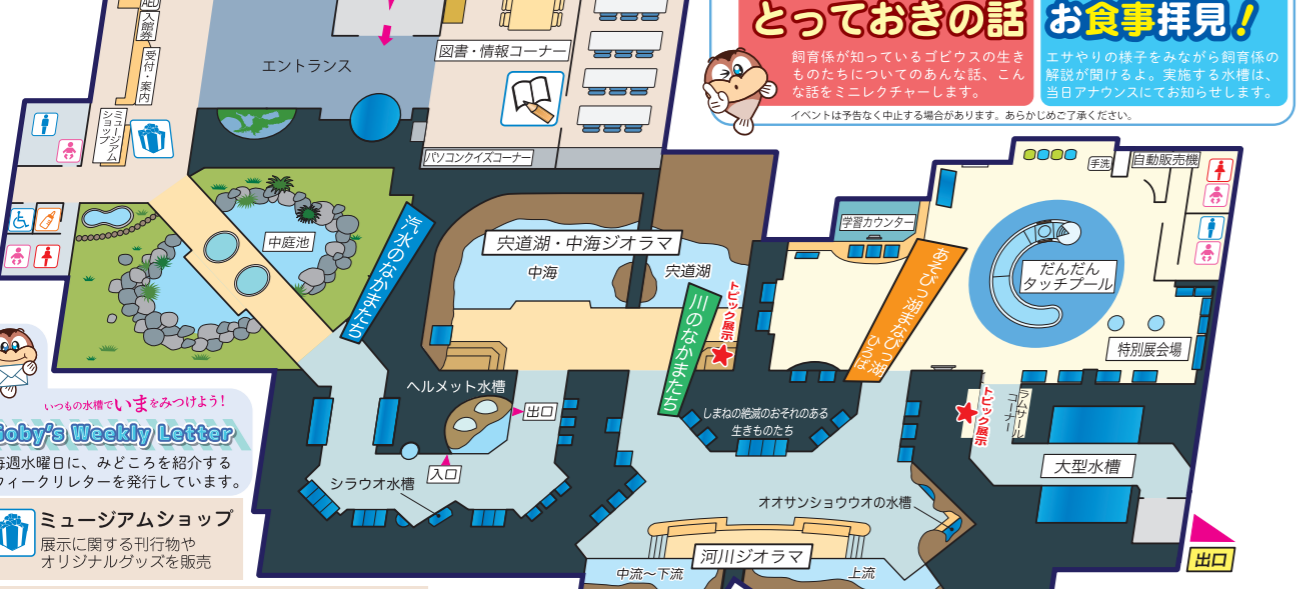 AED
入館券
受付・案内
ミュージアム
ショップ
エントランス
図書・情報コーナー
パソコンクイズコーナー
とっておきの話
飼育係が知っているゴビウスの生き
ものたちについてのあんな話、こん
な話をミニレクチャーします。
お食事拝見!
エサやりの様子をみながら飼育係の
解説が聞けるよ。実施する水槽は、
当日アナウンスにてお知らせします。
イベントは予告なく中止する場合があります。あらかじめご了承ください。
中庭池
汽水のなかまたち
宍道湖・中海ジオラマ
中海
宍道湖
トピック展示
川のなかまたち
学習カウンター
あそびっ湖まなびっ湖
ひろば
手洗
自動販売機
だんだん
タッチプール
特別展会場
トピック展示
ラムサール
コーナー
大型水槽
出口
ヘルメット水槽
出口
入口
シラウオ水槽
しまねの絶滅のおそれのある
生きものたち
オオサンショウウオの水槽
河川ジオラマ
中流〜下流
上流
いつもの水槽でいまをみつけよう!
Goby's Weekly Letter
毎週水曜日に、みどころを紹介する
ウィークリレターを発行しています。
ミュージアムショップ
展示に関する刊行物や
オリジナルグッズを販売